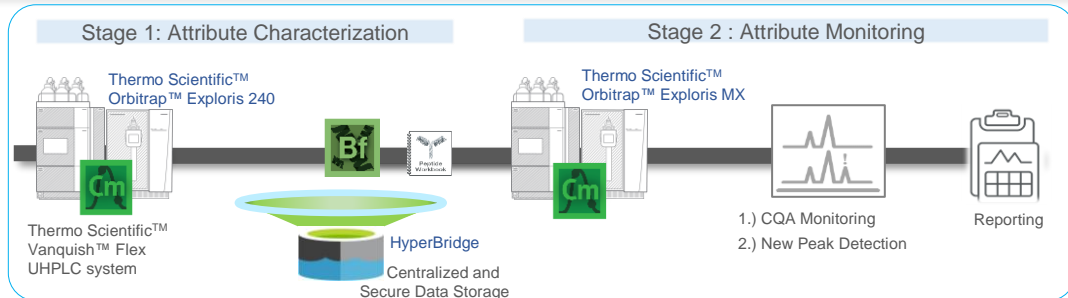 Stage 1: Attribute Characterization
Stage 2 : Attribute Monitoring
Thermo Scientific™
Orbitrap™ Exploris 240
Thermo Scientific™
Orbitrap™ Exploris MX
Bf
Peptide
Workbook
Cm
Cm
Thermo Scientific™
Vanquish™ Flex
UHPLC system
HyperBridge
Centralized and
Secure Data Storage
1.) CQA Monitoring
2.) New Peak Detection
Reporting